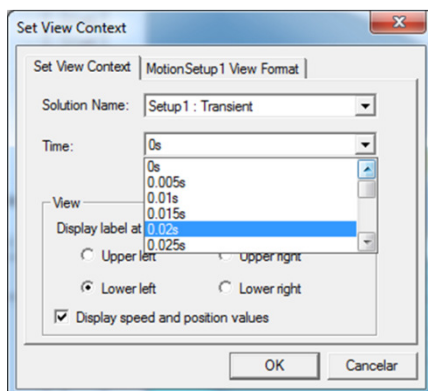 Set View Context
Set View Context MotionSetup1 View Format
Solution Name: Setup1 : Transient
Time: 0s
0s
0.005s
0.01s
0.015s
View
Display label at 0.02s
0.025s
Upper left Upper right
Lower left Lower right
Display speed and position values
OK Cancelar